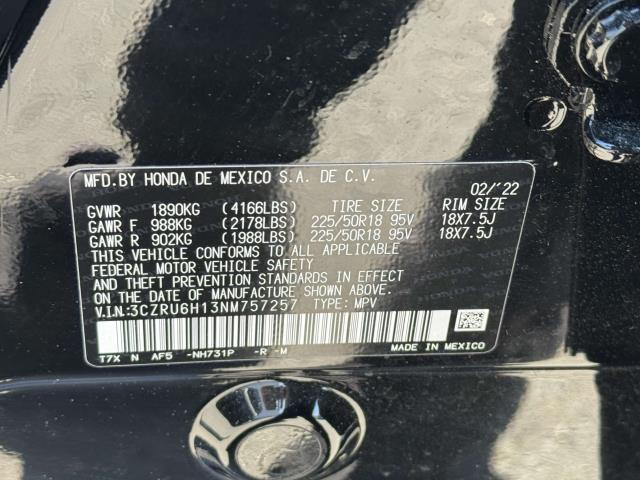 MFD.BY HONDA DE MEXICO S.A. DE C.V. 02/'22
GVWR 1890KG (4166LBS) TIRE SIZE RIM SIZE
GAWR F 988KG (2178LBS) 225/50R18 95V 18X7.5J
GAWR R 902KG (1988LBS) 225/50R18 95V 18X7.5J
THIS VEHICLE CONFORMS TO ALL APPLICABLE
FEDERAL MOTOR VEHICLE SAFETY
AND THEFT PREVENTION STANDARDS IN EFFECT
ON THE DATE OF MANUFACTURE SHOWN ABOVE.
V.I.N:3CZRU6H13NM757257 TYPE: MPV
T7X N AF5 -NH731P -R -M MADE IN MEXICO